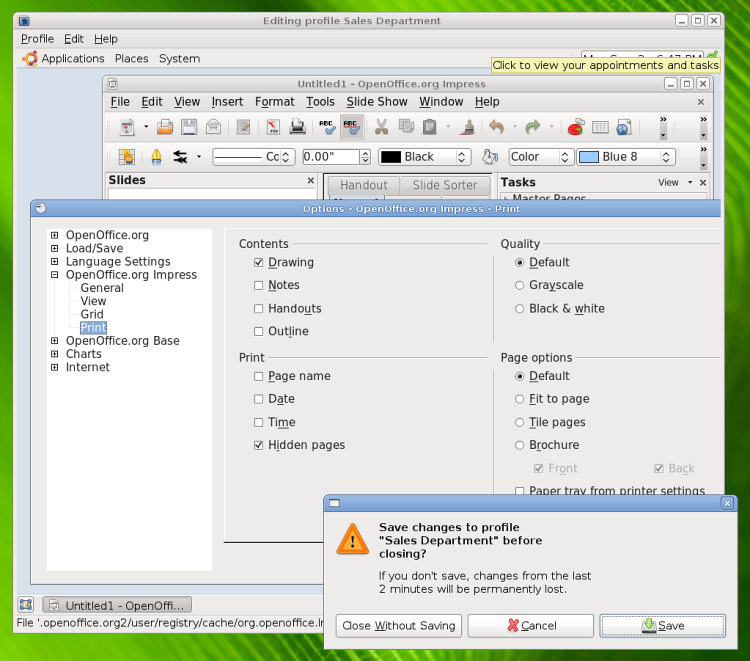 Editing profile Sales Department
Profile Edit Help
Applications Places System
Click to view your appointments and tasks
Untitled1 - OpenOffice.org Impress
File Edit View Insert Format Tools Slide Show Window Help
0.00" Black Color Blue 8
Slides
Handout Slide Sorter
Tasks View
Master Pages
Options - OpenOffice.org Impress - Print
OpenOffice.org
Load/Save
Language Settings
OpenOffice.org Impress
General
View
Grid
Print
OpenOffice.org Base
Charts
Internet
Contents
Drawing
Notes
Handouts
Outline
Print
Page name
Date
Time
Hidden pages
Quality
Default
Grayscale
Black & white
Page options
Default
Fit to page
Tile pages
Brochure
Front Back
Paper tray from printer settings
Save changes to profile
"Sales Department" before
closing?
If you don't save, changes from the last
2 minutes will be permanently lost.
Close Without Saving Cancel Save
Untitled1 - OpenOffi...
File '.openoffice.org2/user/registry/cache/org.openoffice.